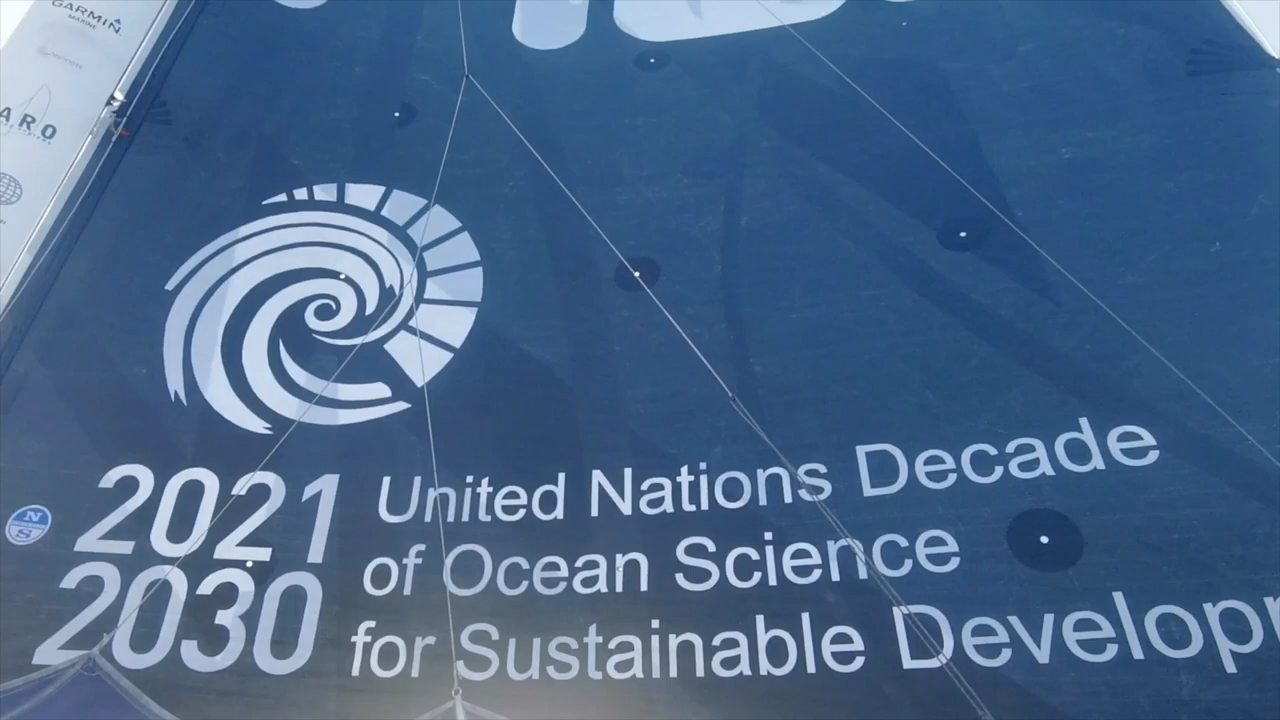 GARMIN
MARINE
ARO
2021
2030
United Nations Decade
of Ocean Science
for Sustainable Develop
N
S